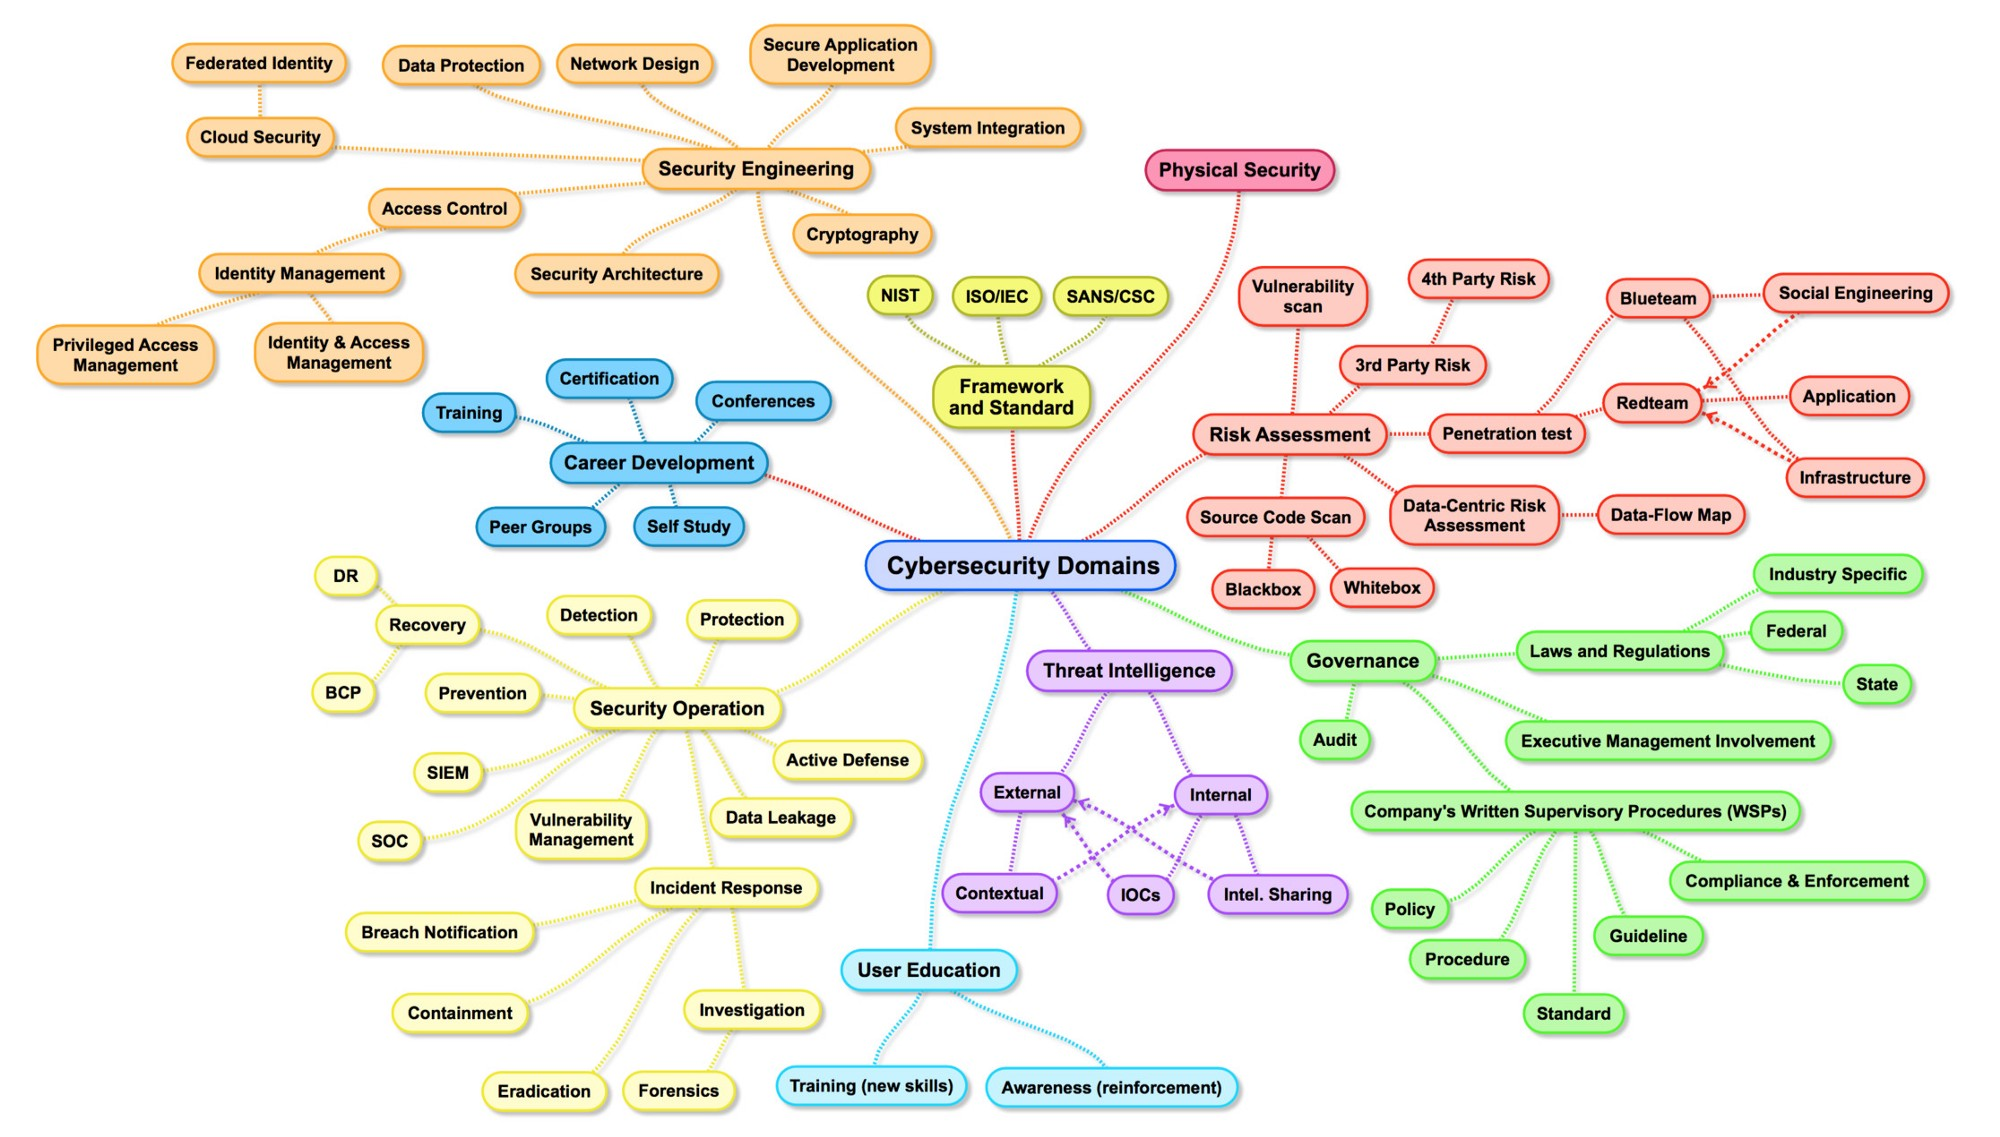 Federated Identity
Data Protection
Network Design
Secure Application
Development
Cloud Security
System Integration
Security Engineering
Physical Security
Access Control
Cryptography
Identity Management
Security Architecture
Privileged Access
Management
Identity & Access
Management
NIST
ISO/IEC
SANS/CSC
Framework
and Standard
Vulnerability
scan
4th Party Risk
3rd Party Risk
Blueteam
Social Engineering
Redteam
Application
Risk Assessment
Penetration test
Infrastructure
Source Code Scan
Data-Centric Risk
Assessment
Data-Flow Map
Blackbox
Whitebox
Certification
Training
Conferences
Career Development
Peer Groups
Self Study
Cybersecurity Domains
DR
Recovery
BCP
Detection
Protection
Prevention
Security Operation
SIEM
Active Defense
SOC
Vulnerability
Management
Data Leakage
Incident Response
Breach Notification
Containment
Investigation
Eradication
Forensics
Threat Intelligence
External
Internal
Contextual
IOCs
Intel. Sharing
User Education
Training (new skills)
Awareness (reinforcement)
Industry Specific
Federal
Governance
Laws and Regulations
State
Audit
Executive Management Involvement
Company's Written Supervisory Procedures (WSPs)
Compliance & Enforcement
Policy
Guideline
Procedure
Standard